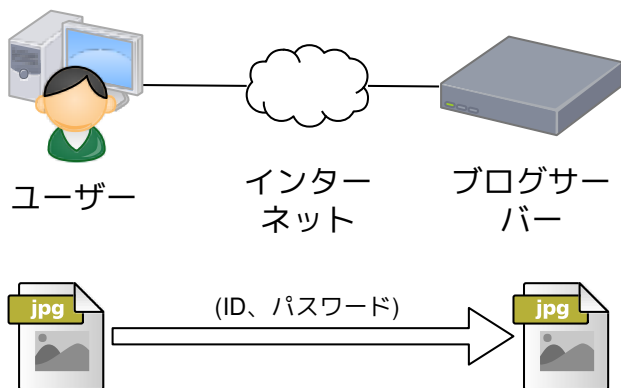 ユーザー
インター
ネット
ブログサー
バー
jpg
(ID、パスワード)
jpg